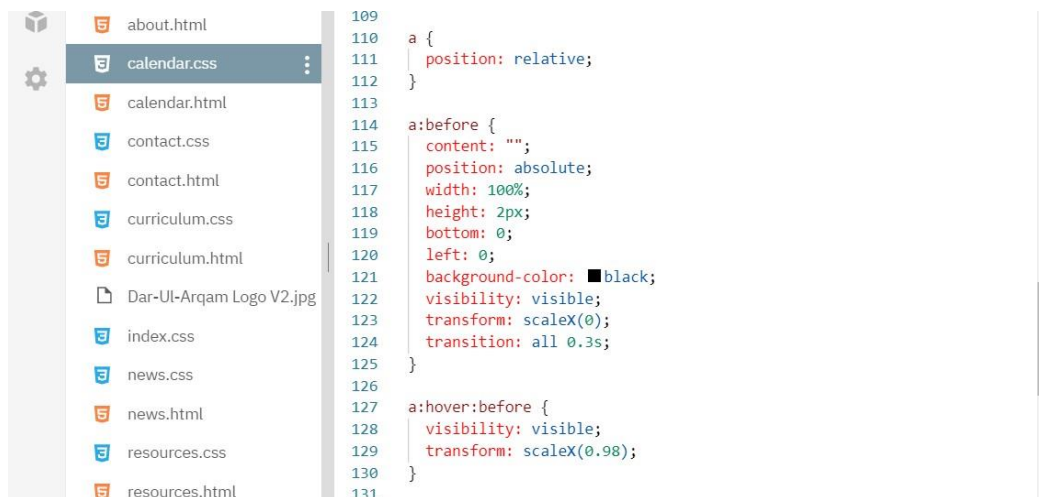 about.html
calendar.css
calendar.html
contact.css
contact.html
curriculum.css
curriculum.html
Dar-Ul-Arqam Logo V2.jpg
index.css
news.css
news.html
resources.css
resources.html
109
110 a {
111 position: relative;
112 }
113
114 a:before {
115 content: "";
116 position: absolute;
117 width: 100%;
118 height: 2px;
119 bottom: 0;
120 left: 0;
121 background-color: black;
122 visibility: visible;
123 transform: scaleX(0);
124 transition: all 0.3s;
125 }
126
127 a:hover:before {
128 visibility: visible;
129 transform: scaleX(0.98);
130 }
131